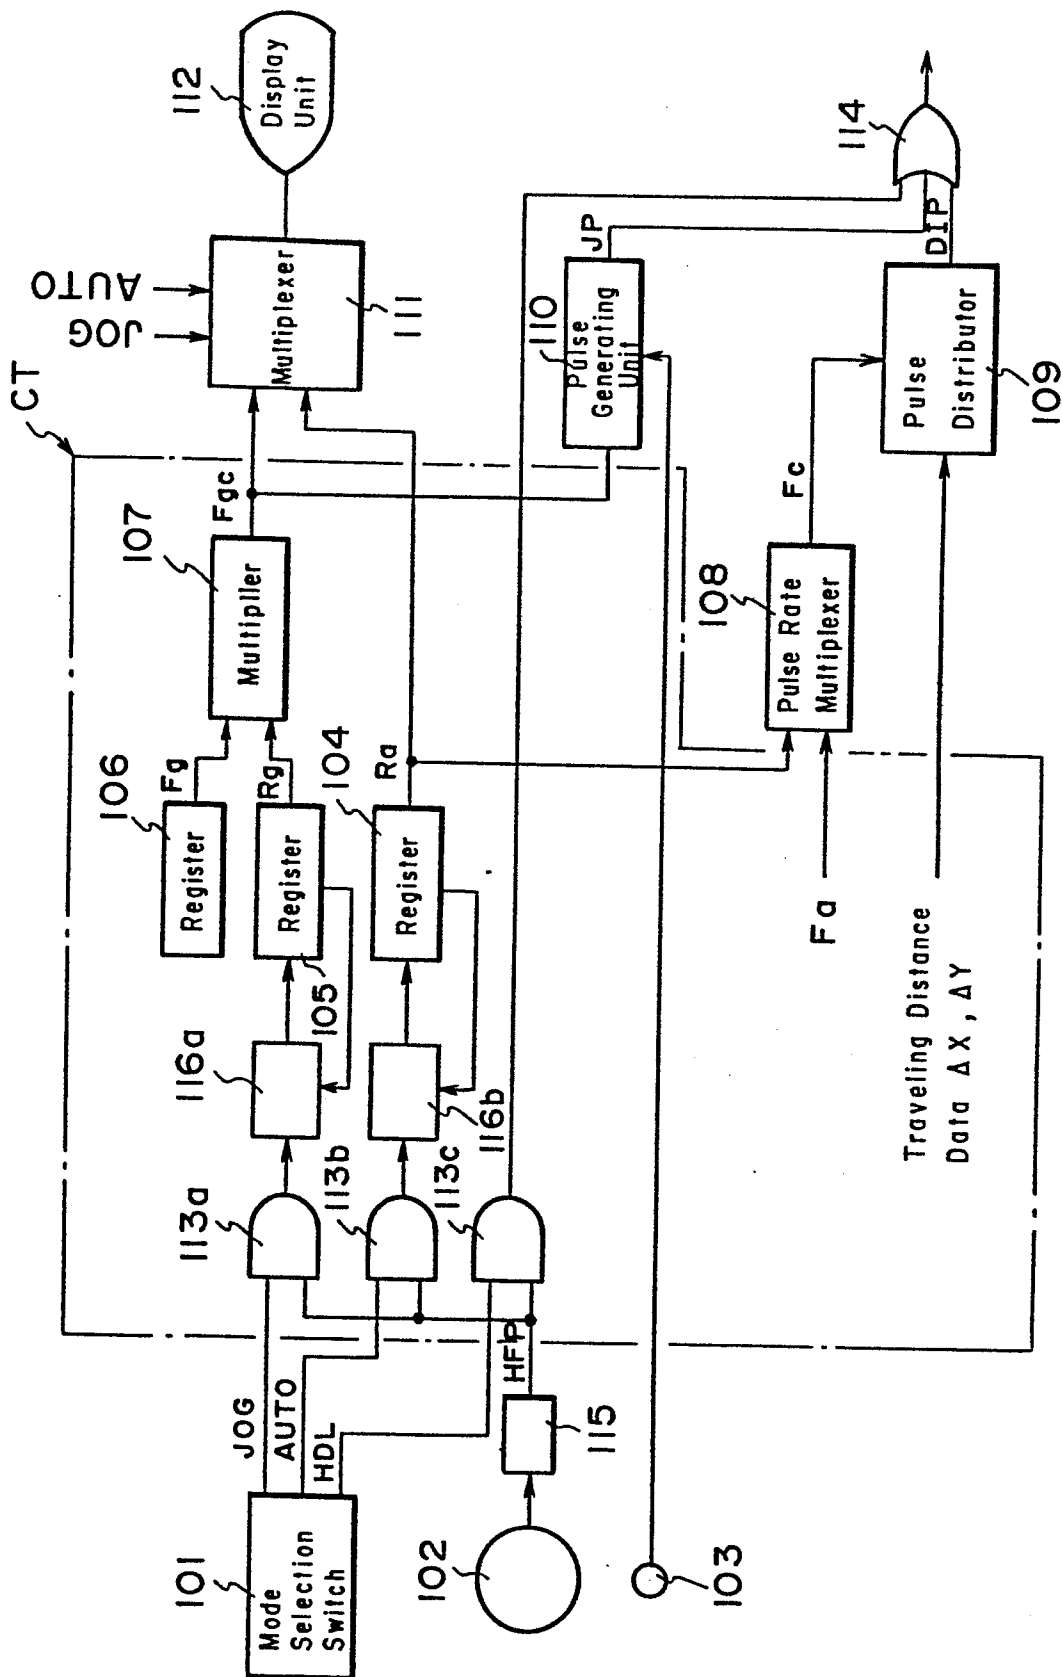 CT
JOG
AUTO
112
Display
Unit
Multiplexer
111
106
Register
Fg
107
Multiplier
Fgc
116a
Register
105
Rg
113a
101
Mode
Selection
Switch
JOG
AUTO
HDL
113b
116b
104
Register
Ra
113c
102
115
HFP
103
110
Pulse
Generating
Unit
JP
114
DIP
108
Pulse Rate
Multiplexer
Fc
Pulse
Distributor
109
Fa
Traveling Distance
Data ΔX, ΔY